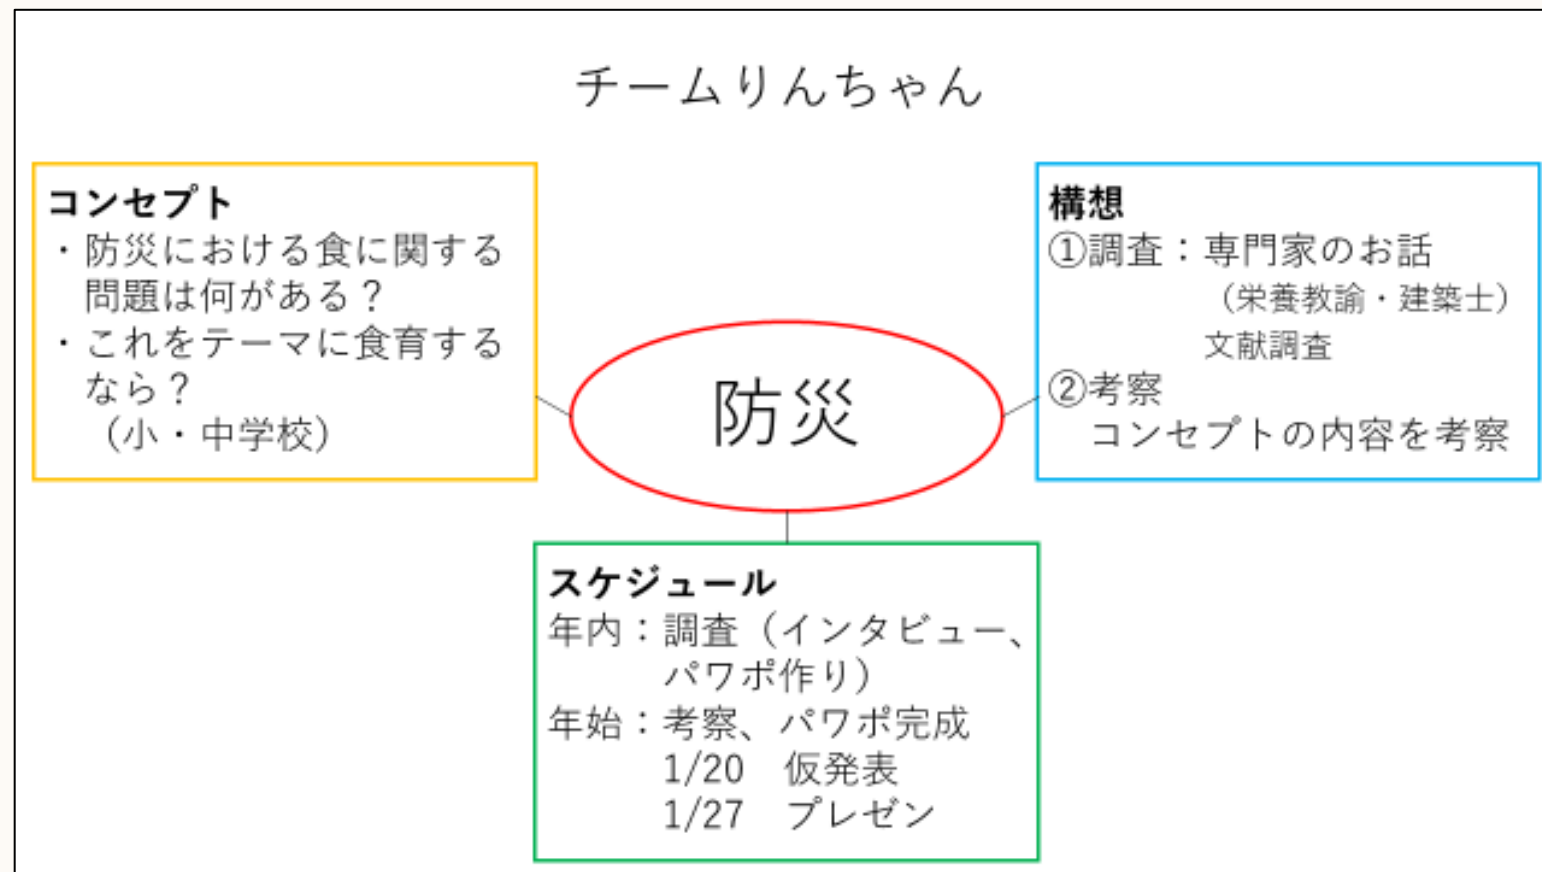 チームりんちゃん
コンセプト
・防災における食に関する
問題は何がある？
・これをテーマに食育する
なら？
（小・中学校）
構想
①調査：専門家のお話
（栄養教諭・建築士）
文献調査
②考察
コンセプトの内容を考察
防災
スケジュール
年内：調査（インタビュー、
パワポ作り）
年始：考察、パワポ完成
1/20　仮発表
1/27　プレゼン